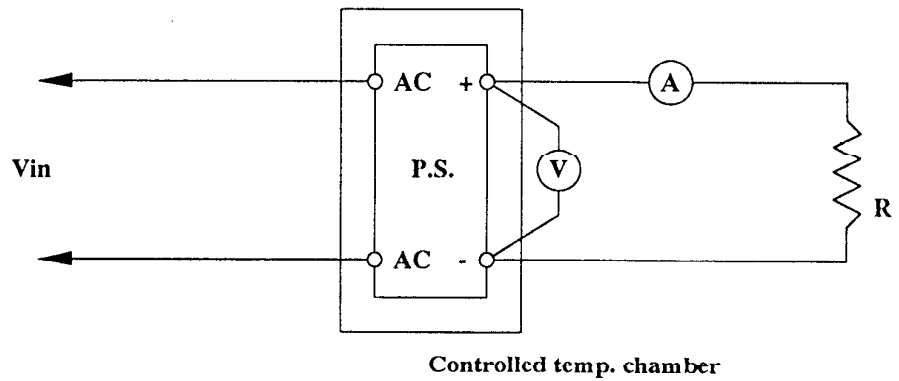 AC +
A
Vin
P.S.
V
R
AC -
Controlled temp. chamber